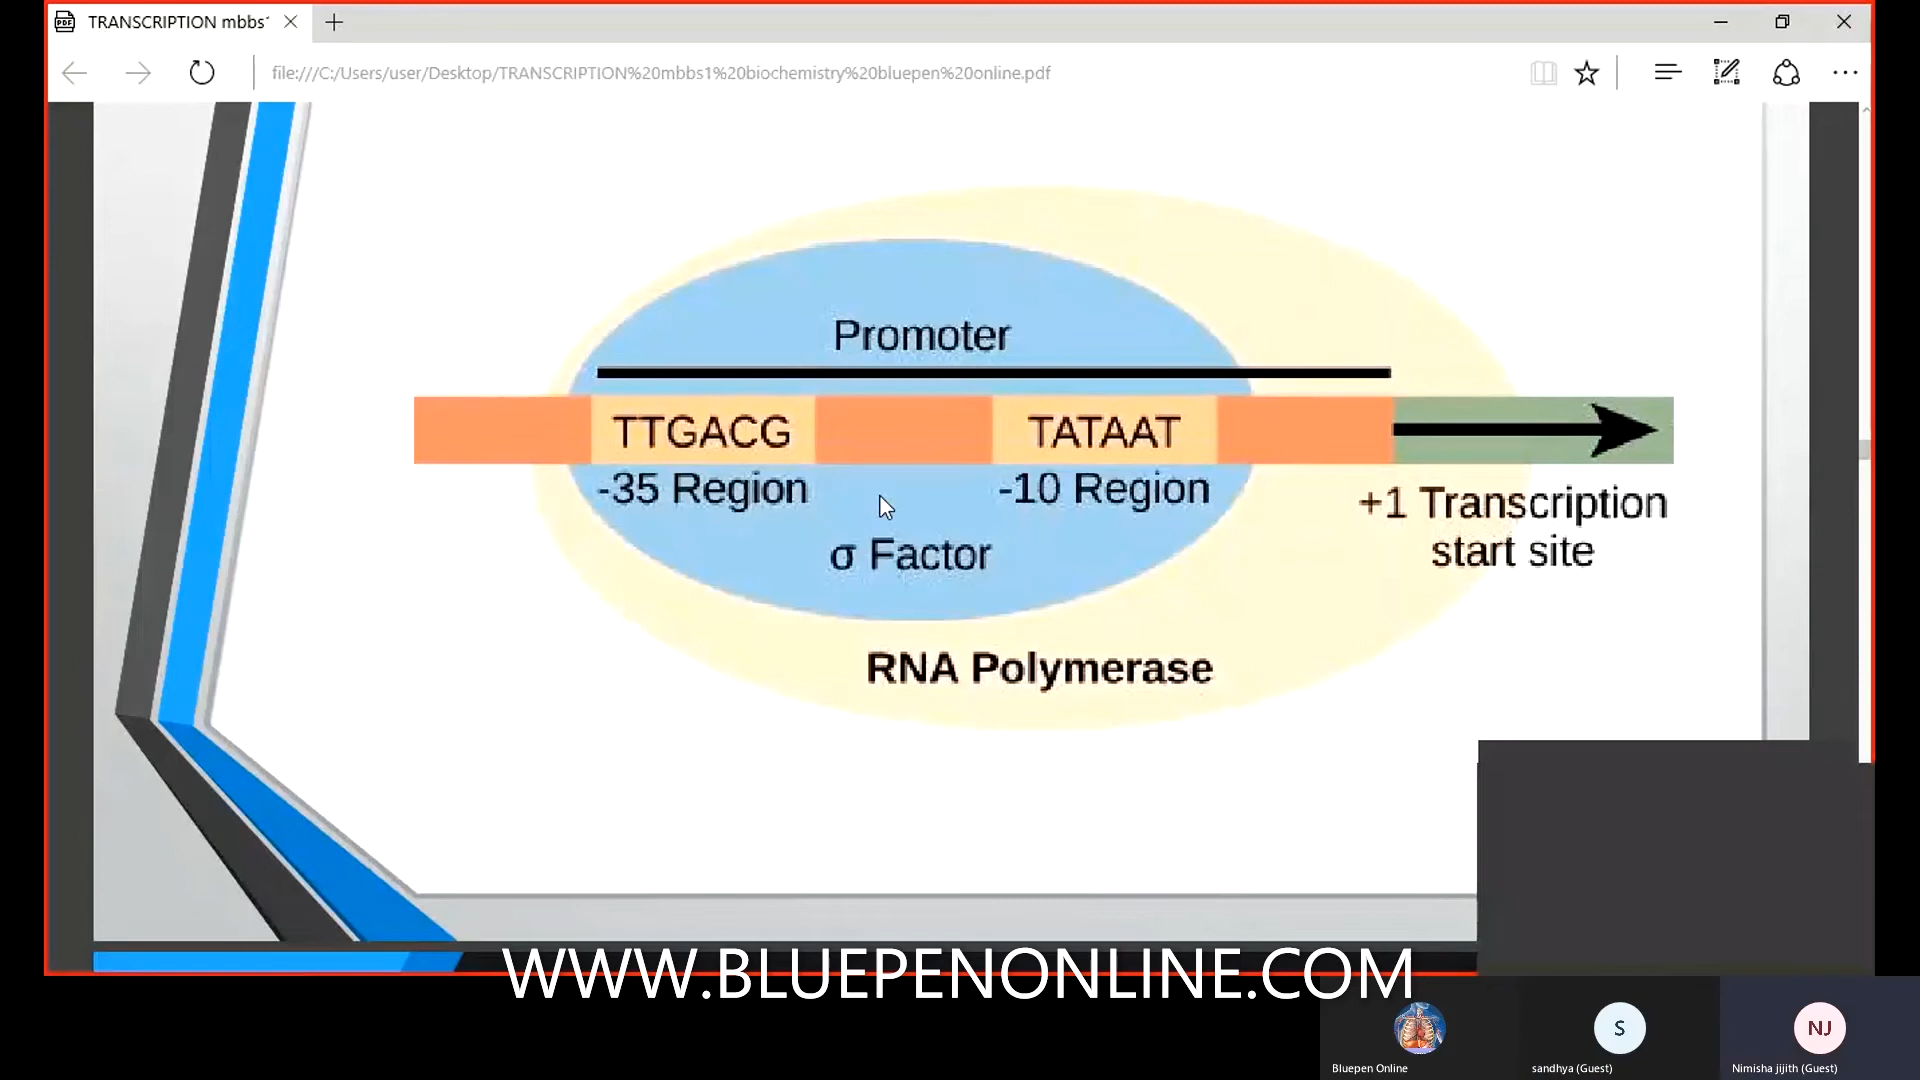 TRANSCRIPTION mbbs1
file:///C:/Users/user/Desktop/TRANSCRIPTION%20mbbs1%20biochemistry%20bluepen%20online.pdf
Promoter
TTGACG TATAAT
-35 Region -10 Region
+1 Transcription
start site
σ Factor
RNA Polymerase
WWW.BLUEPENONLINE.COM
S NJ
Bluepen Online sandhya (Guest) Nimisha jijith (Guest)